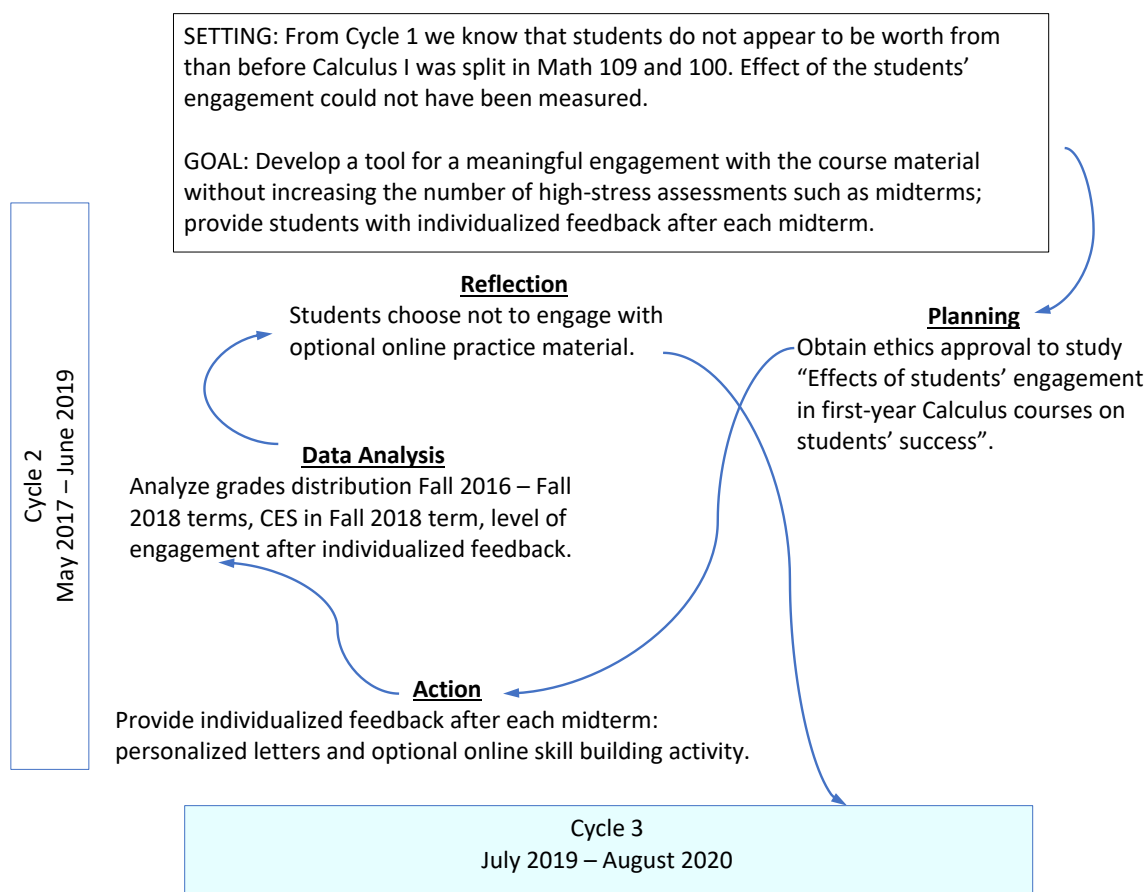 SETTING: From Cycle 1 we know that students do not appear to be worth from
than before Calculus I was split in Math 109 and 100. Effect of the students’
engagement could not have been measured.
GOAL: Develop a tool for a meaningful engagement with the course material
without increasing the number of high-stress assessments such as midterms;
provide students with individualized feedback after each midterm.
Cycle 2
May 2017 – June 2019
Planning
Obtain ethics approval to study
“Effects of students’ engagement
in first-year Calculus courses on
students’ success”.
Action
Provide individualized feedback after each midterm:
personalized letters and optional online skill building activity.
Data Analysis
Analyze grades distribution Fall 2016 – Fall
2018 terms, CES in Fall 2018 term, level of
engagement after individualized feedback.
Reflection
Students choose not to engage with
optional online practice material.
Cycle 3
July 2019 – August 2020